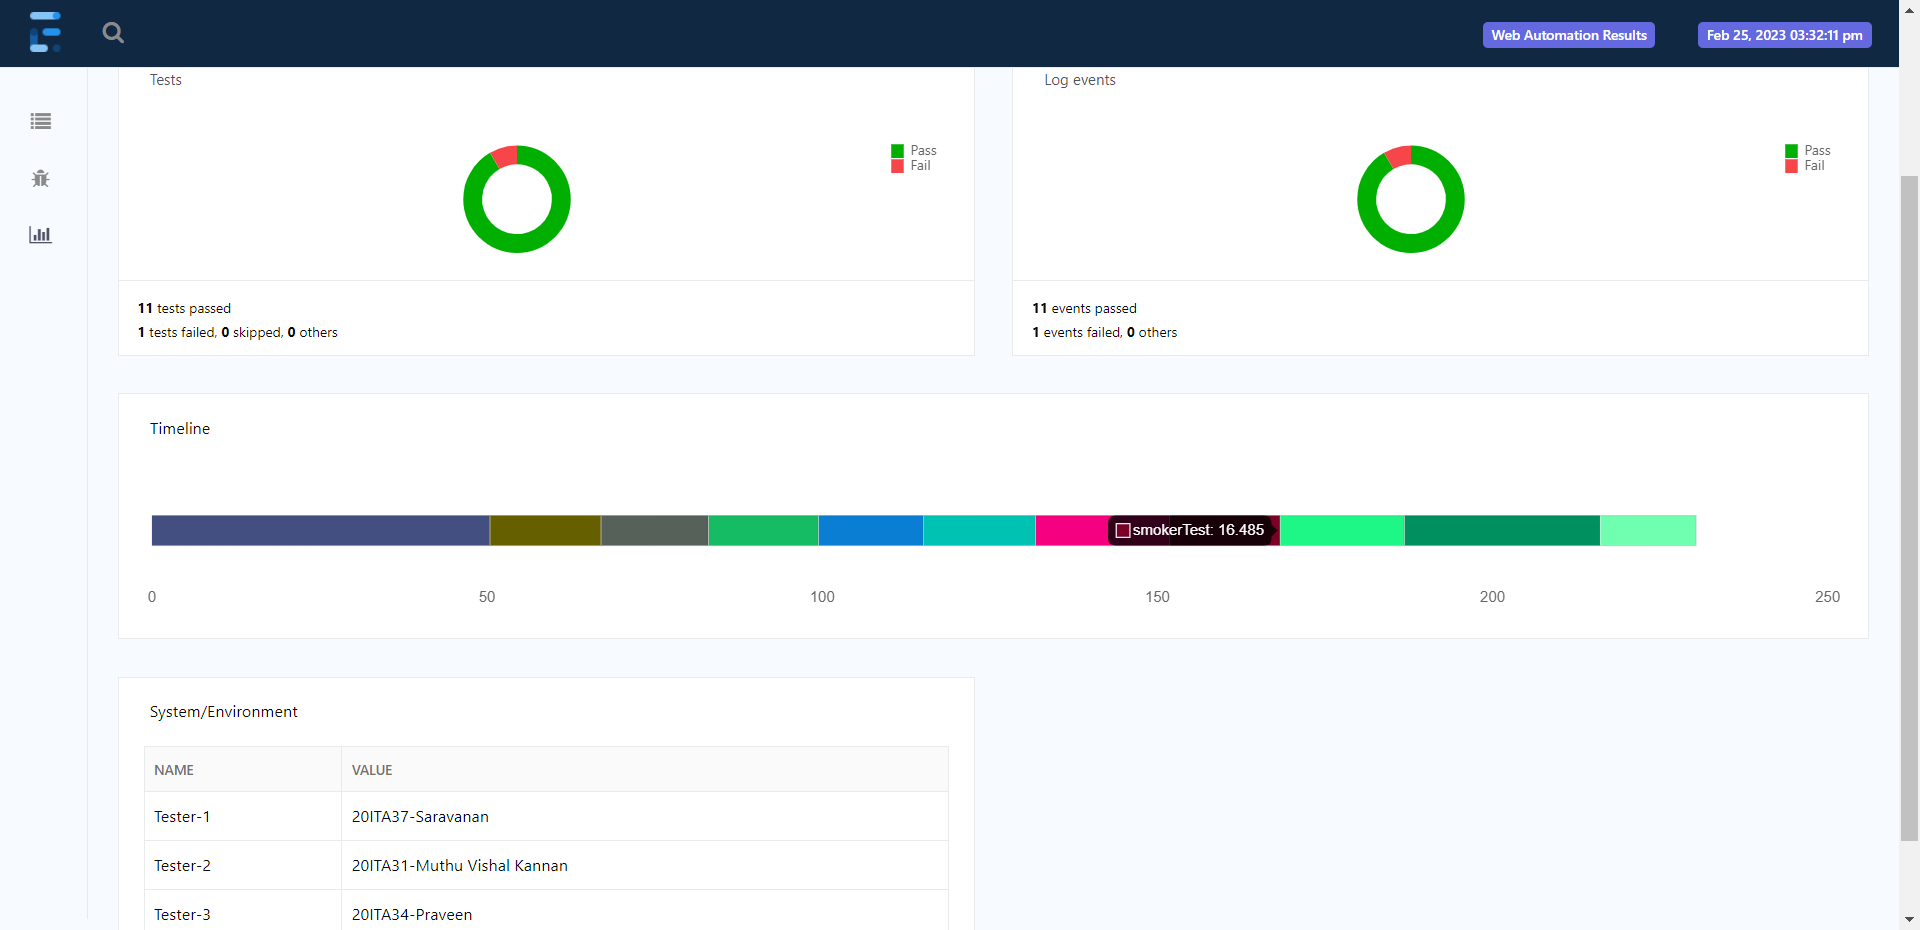 Web Automation Results
Feb 25, 2023 03:32:11 pm
Tests
Pass
Fail
11 tests passed
1 tests failed, 0 skipped, 0 others
Log events
Pass
Fail
11 events passed
1 events failed, 0 others
Timeline
smokerTest: 16.485
0 50 100 150 200 250
System/Environment
NAME VALUE
Tester-1 20ITA37-Saravanan
Tester-2 20ITA31-Muthu Vishal Kannan
Tester-3 20ITA34-Praveen